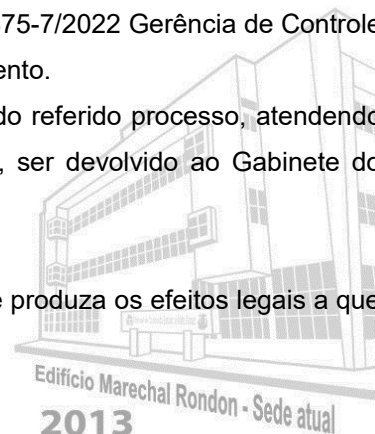 75-7/2022 Gerência de Controle
ento.
do referido processo, atendendo
, ser devolvido ao Gabinete do
e produza os efeitos legais a que
Edifício Marechal Rondon - Sede atual
2013